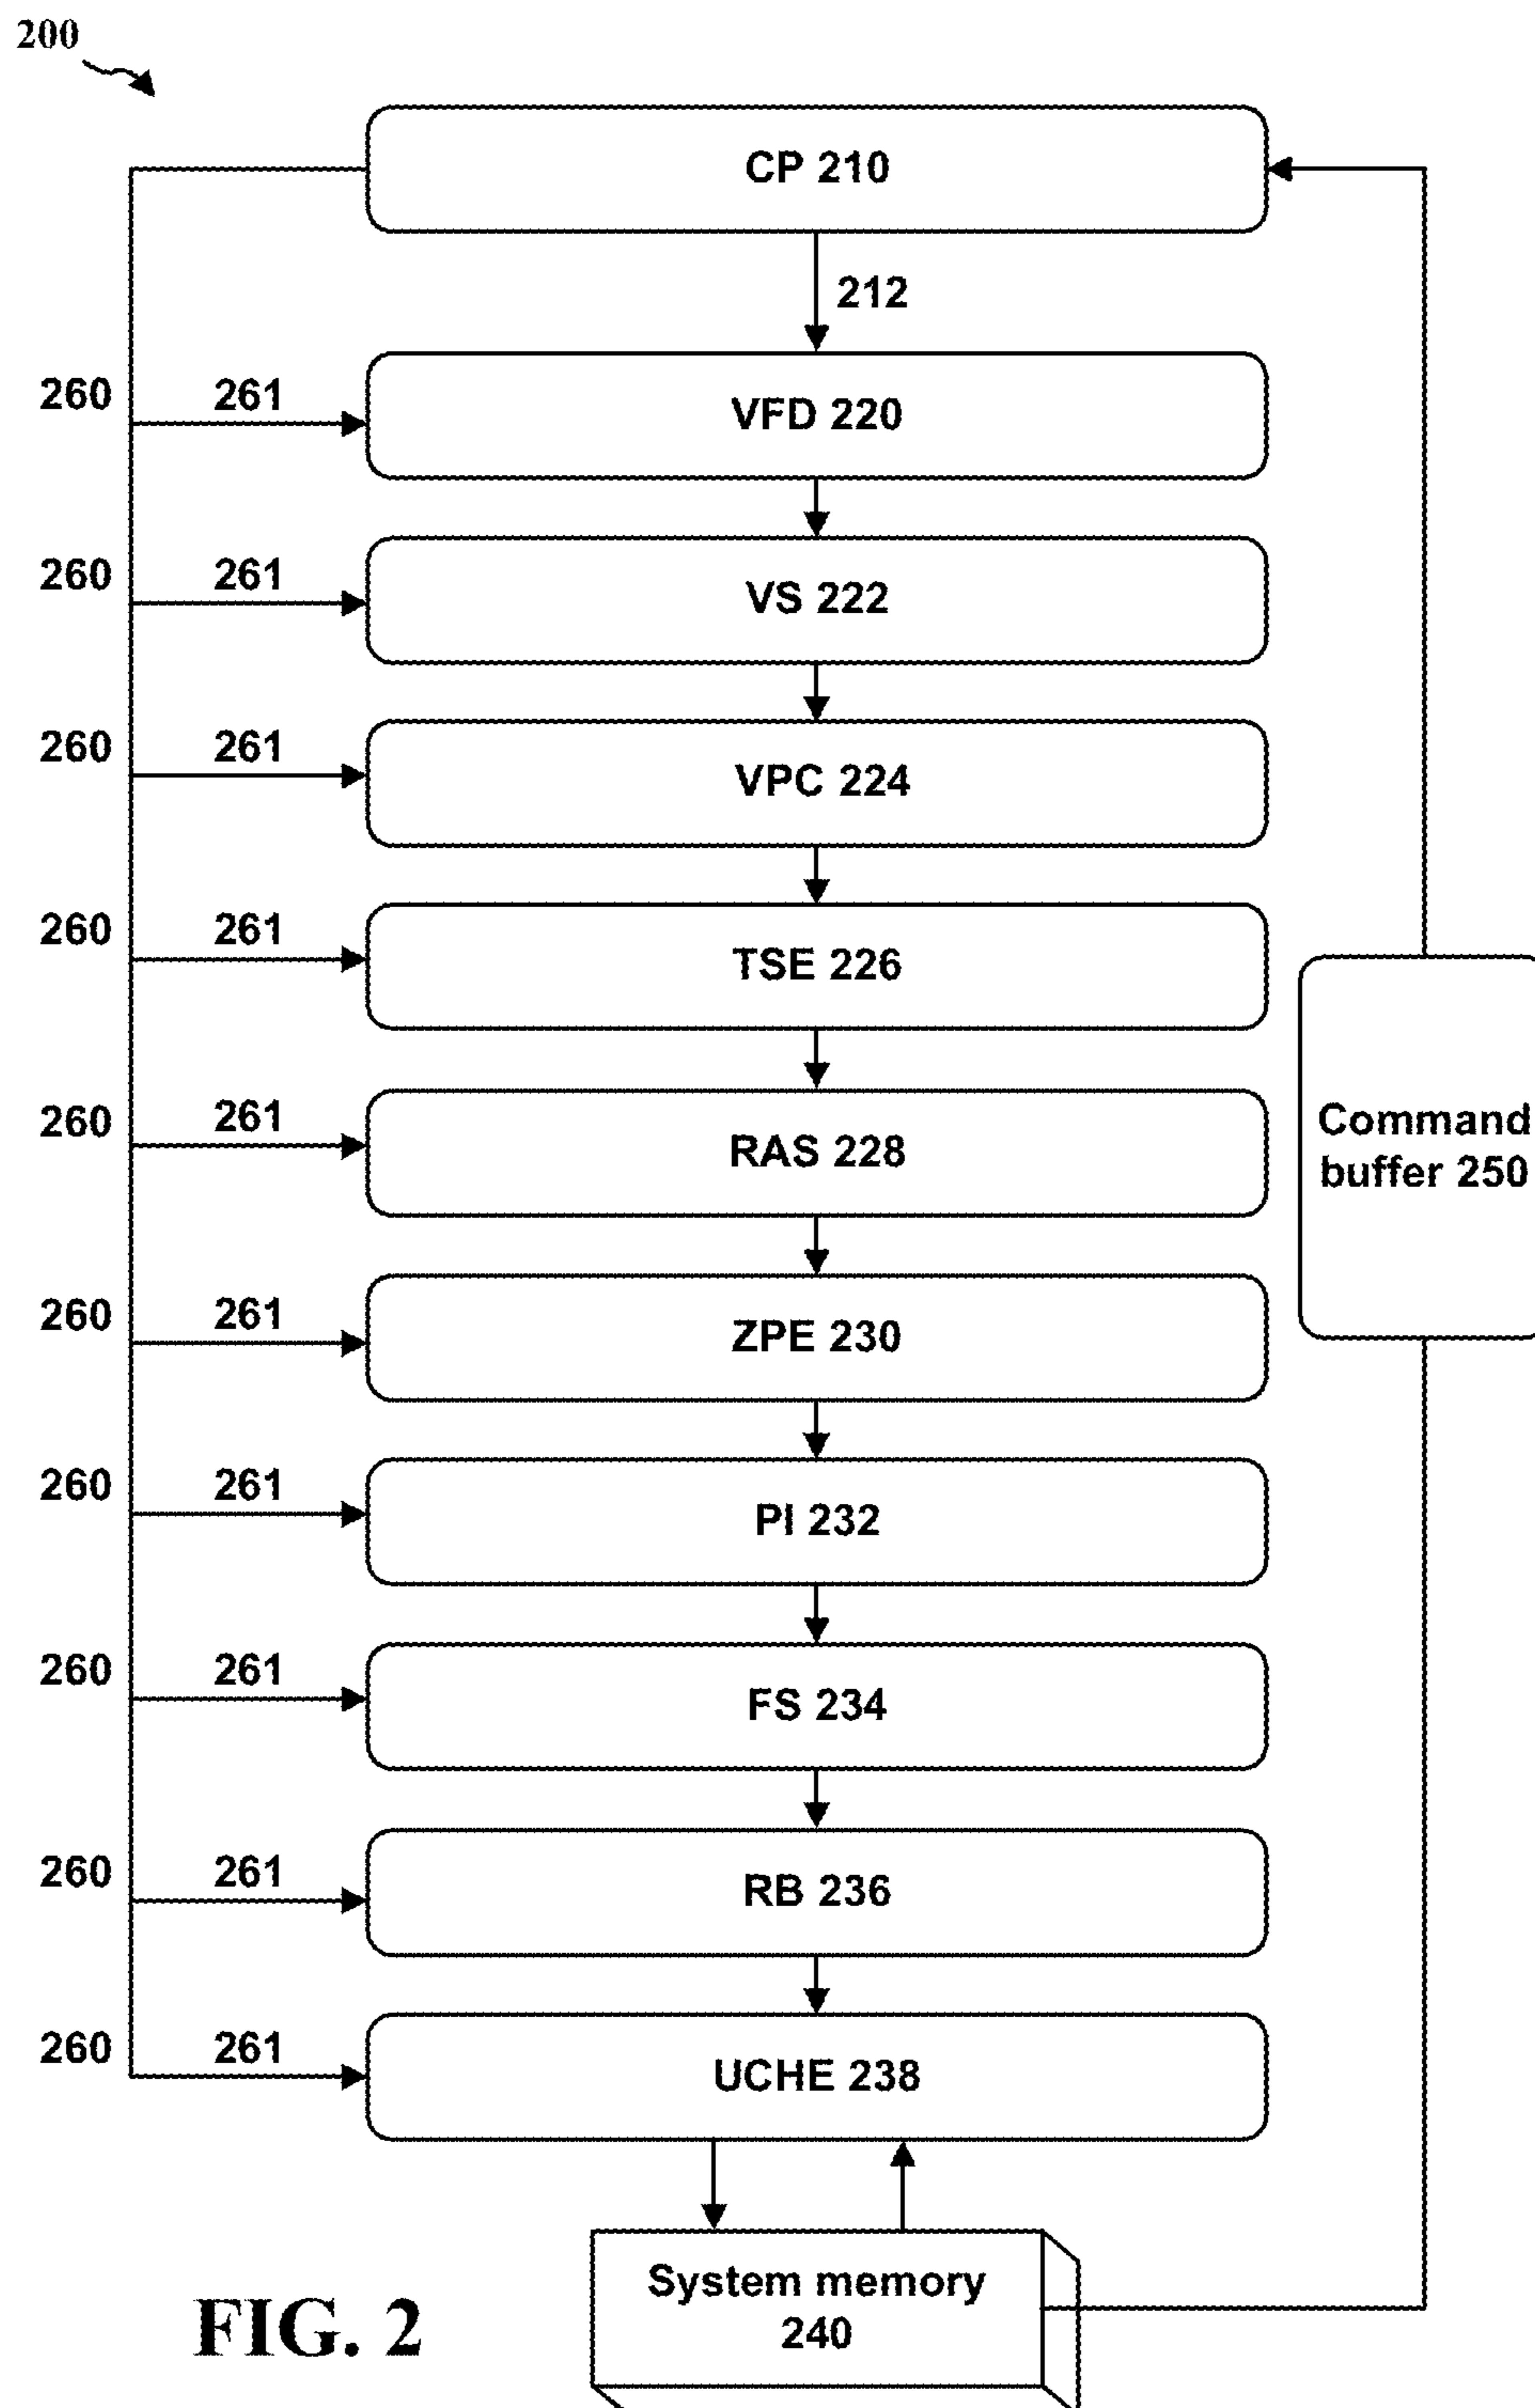 200
CP 210
212
260
261
VFD 220
260
261
VS 222
260
261
VPC 224
260
261
TSE 226
260
261
RAS 228
Command
buffer 250
260
261
ZPE 230
260
261
PI 232
260
261
FS 234
260
261
RB 236
260
261
UCHE 238
System memory
240
FIG. 2